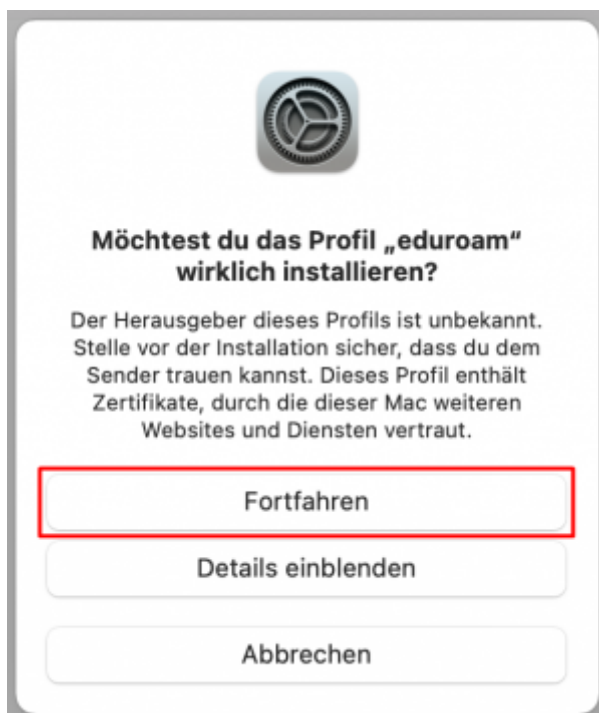 Möchtest du das Profil „eduroam“
wirklich installieren?
Der Herausgeber dieses Profils ist unbekannt.
Stelle vor der Installation sicher, dass du dem
Sender trauen kannst. Dieses Profil enthält
Zertifikate, durch die dieser Mac weiteren
Websites und Diensten vertraut.
Fortfahren
Details einblenden
Abbrechen